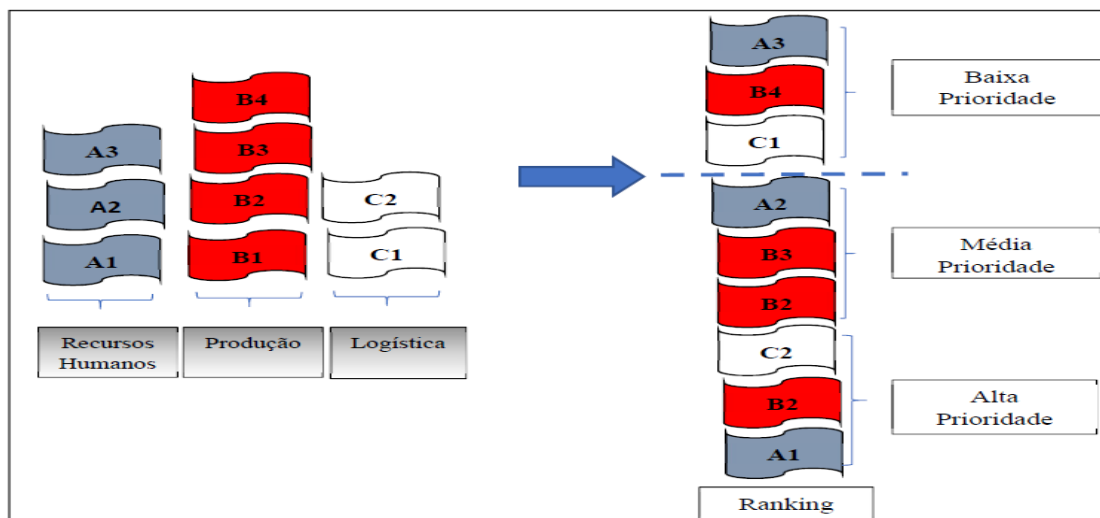 B4
A3
B3
A2
B2
C2
A1
B1
C1
Recursos
Humanos
Produção
Logística
A3
B4
C1
Baixa
Prioridade
A2
B3
B2
Média
Prioridade
C2
B2
A1
Alta
Prioridade
Ranking